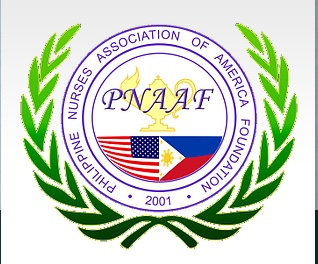 PHILIPPINE NURSES ASSOCIATION OF AMERICA FOUNDATION
PNAAF
• 2001 •